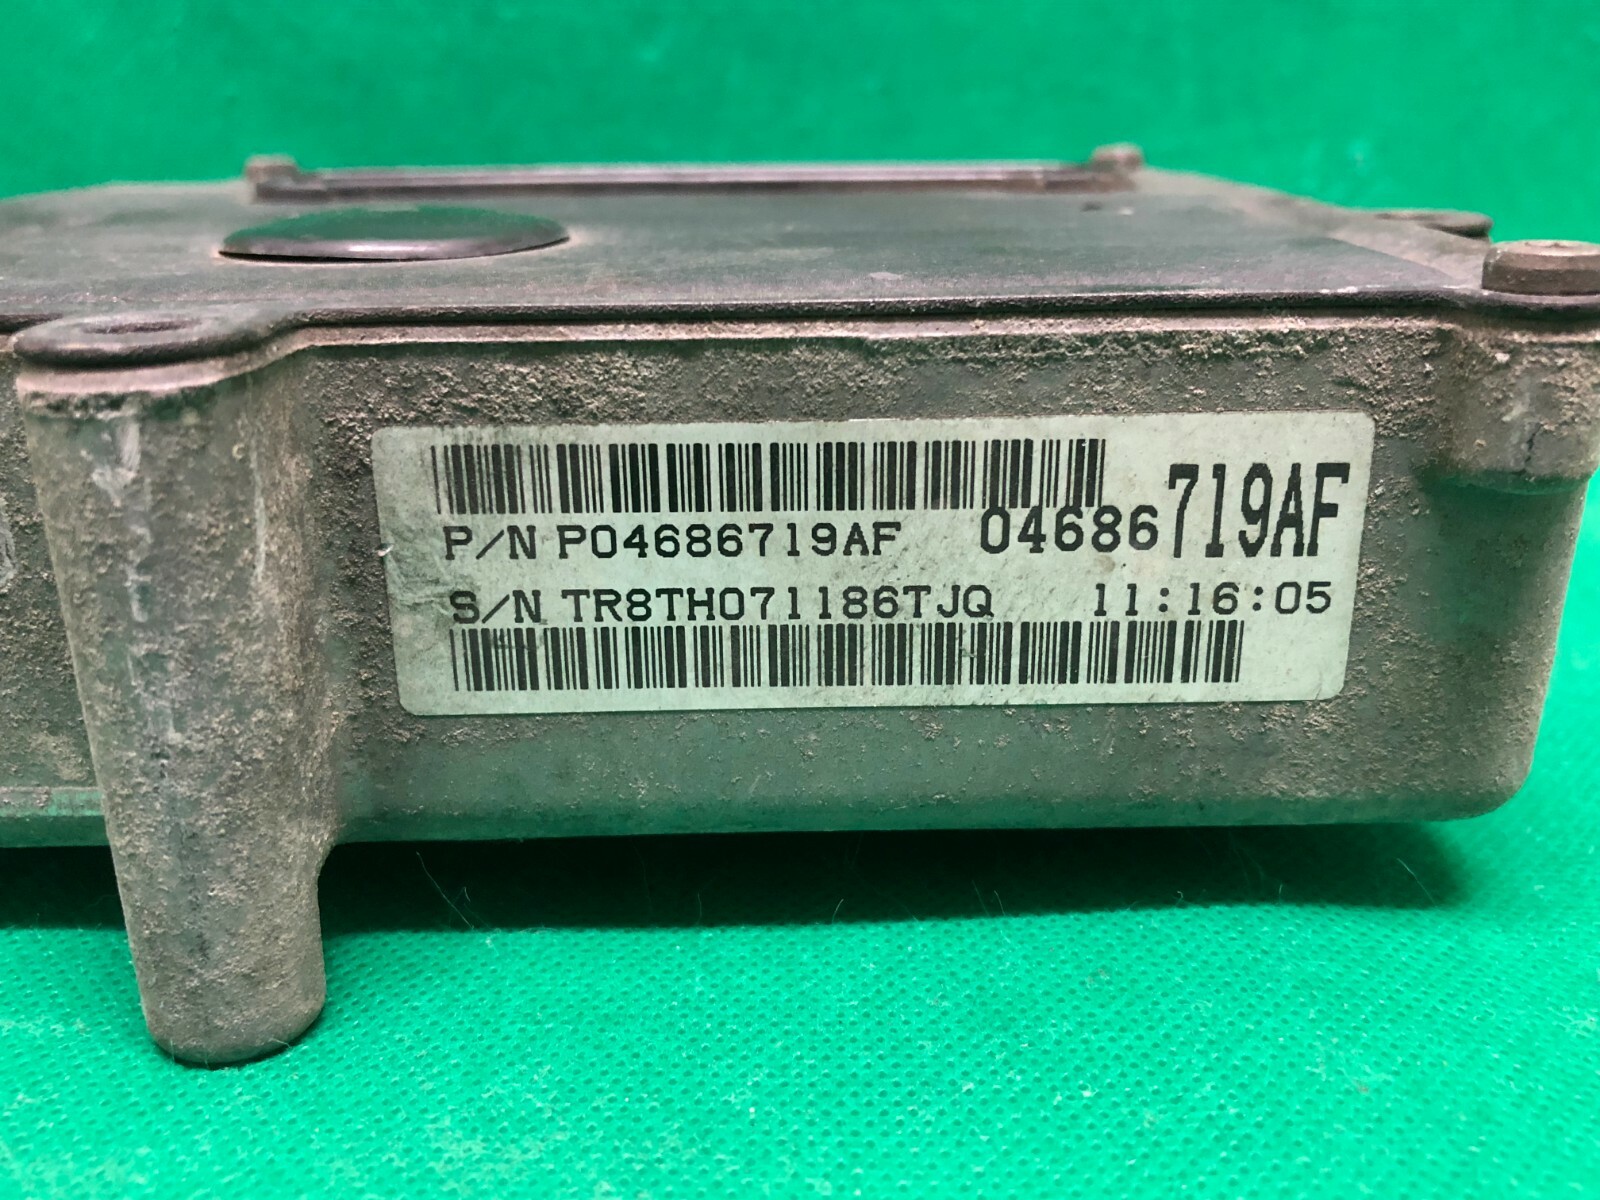 P/N P04686719AF 04686719AF
S/N TR8TH071186TJQ 11:16:05